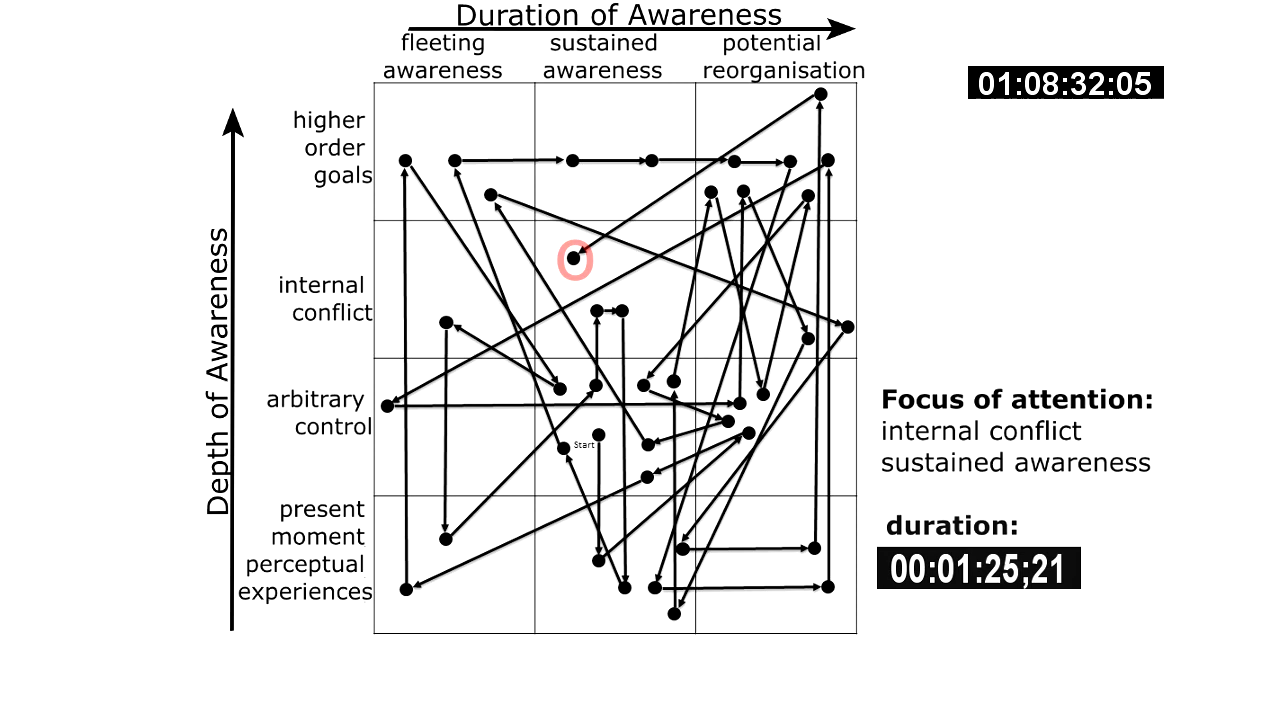 Duration of Awareness
fleeting
awareness
sustained
awareness
potential
reorganisation
01:08:32:05
Depth of Awareness
higher
order
goals
internal
conflict
arbitrary
control
Start
present
moment
perceptual
experiences
Focus of attention:
internal conflict
sustained awareness
duration:
00:01:25;21